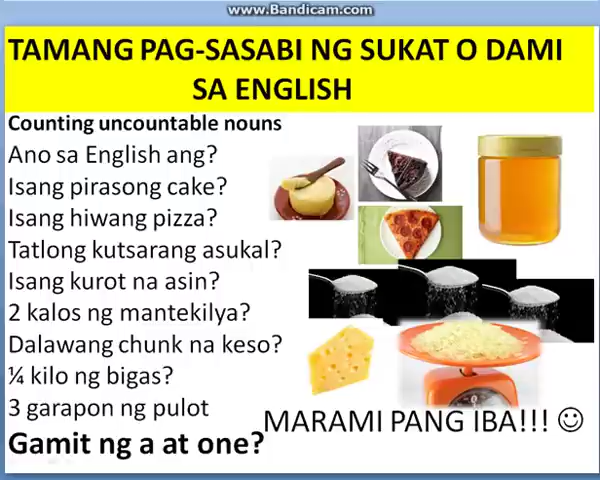 www.Bandicam.com
TAMANG PAG-SASABI NG SUKAT O DAMI
SA ENGLISH
Counting uncountable nouns
Ano sa English ang?
Isang pirasong cake?
Isang hiwang pizza?
Tatlong kutsarang asukal?
Isang kurot na asin?
2 kalos ng mantekilya?
Dalawang chunk na keso?
¼ kilo ng bigas?
3 garapon ng pulot
MARAMI PANG IBA!!! ☺
Gamit ng a at one?